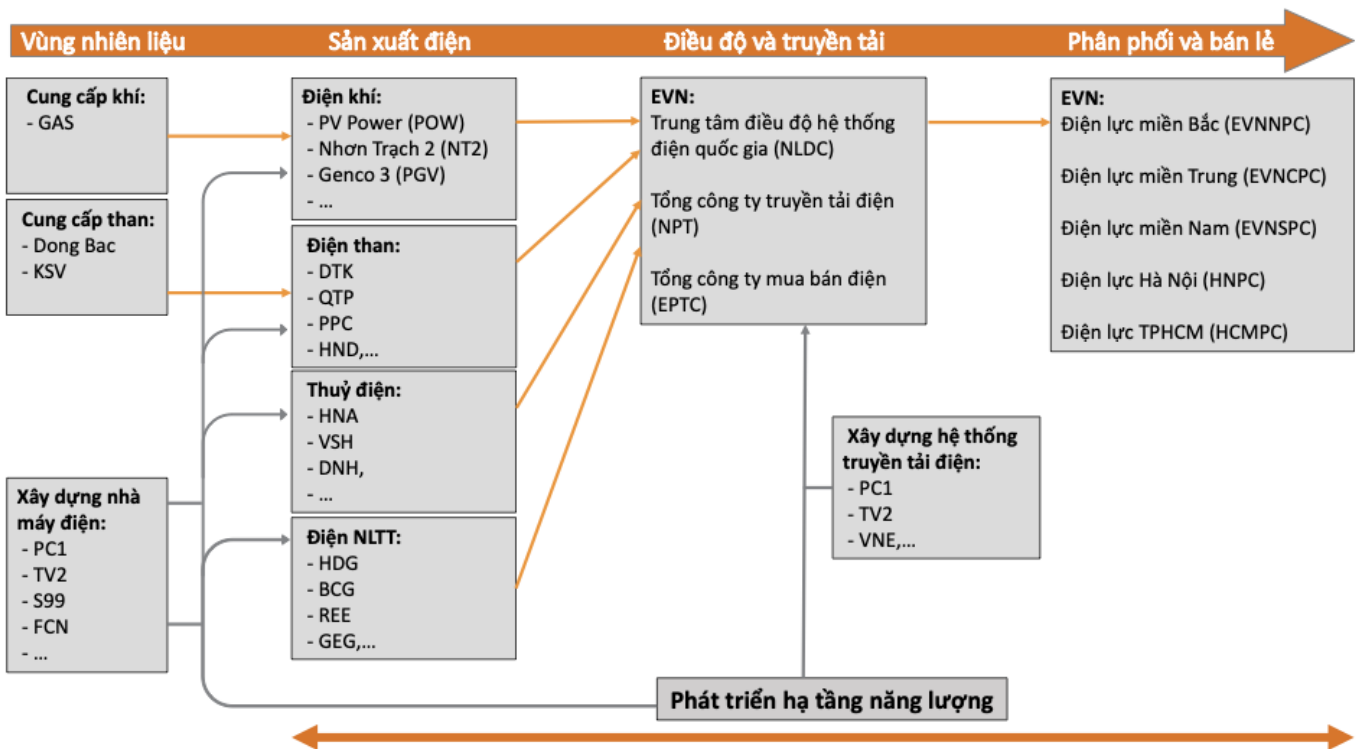 Vùng nhiên liệu
Sản xuất điện
Điều độ và truyền tải
Phân phối và bán lẻ
Cung cấp khí:
- GAS
Cung cấp than:
- Dong Bac
- KSV
Xây dựng nhà
máy điện:
- PC1
- TV2
- S99
- FCN
- ...
Điện khí:
- PV Power (POW)
- Nhơn Trạch 2 (NT2)
- Genco 3 (PGV)
- ...
Điện than:
- DTK
- QTP
- PPC
- HND,...
Thuỷ điện:
- HNA
- VSH
- DNH,
- ...
Điện NLTT:
- HDG
- BCG
- REE
- GEG,...
EVN:
Trung tâm điều độ hệ thống
điện quốc gia (NLDC)
Tổng công ty truyền tải điện
(NPT)
Tổng công ty mua bán điện
(EPTC)
Xây dựng hệ thống
truyền tải điện:
- PC1
- TV2
- VNE,...
EVN:
Điện lực miền Bắc (EVNNPC)
Điện lực miền Trung (EVNCPC)
Điện lực miền Nam (EVNSPC)
Điện lực Hà Nội (HNPC)
Điện lực TPHCM (HCMPC)
Phát triển hạ tầng năng lượng